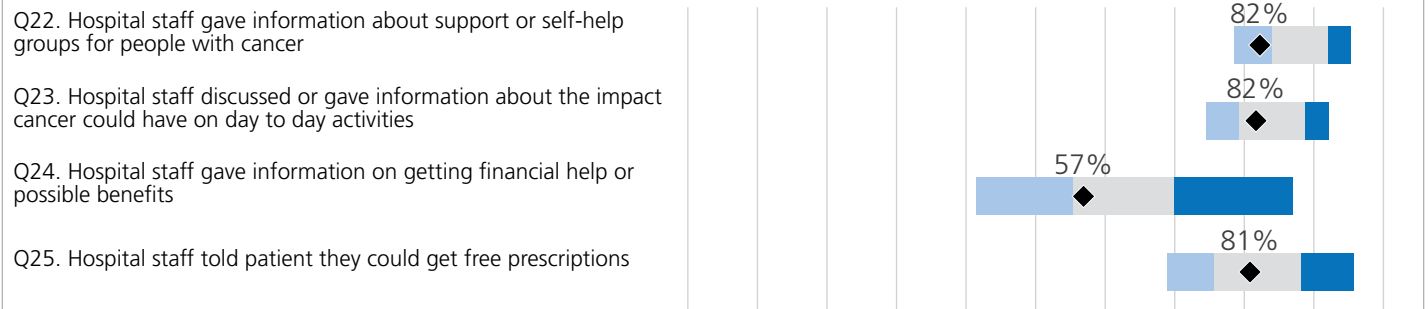 Q22. Hospital staff gave information about support or self-help
groups for people with cancer
82%
Q23. Hospital staff discussed or gave information about the impact
cancer could have on day to day activities
82%
Q24. Hospital staff gave information on getting financial help or
possible benefits
57%
Q25. Hospital staff told patient they could get free prescriptions
81%